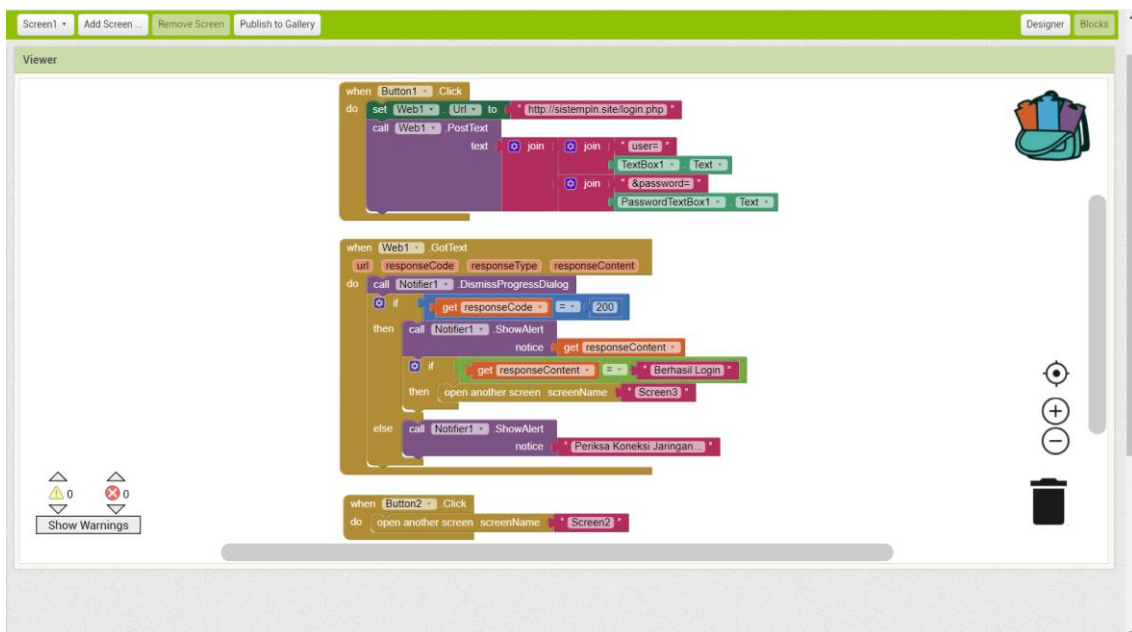 Screen1 Add Screen ... Remove Screen Publish to Gallery Designer Blocks
Viewer
when Button1 .Click
do set Web1 . Url to " http://sistempln.site/login.php "
call Web1 .PostText
text join join " user= "
TextBox1 . Text
join " &password= "
PasswordTextBox1 . Text
when Web1 .GotText
url responseCode responseType responseContent
do call Notifier1 .DismissProgressDialog
if get responseCode = 200
then call Notifier1 .ShowAlert
notice get responseContent
if get responseContent = " Berhasil Login "
then open another screen screenName " Screen3 "
else call Notifier1 .ShowAlert
notice " Periksa Koneksi Jaringan... "
when Button2 .Click
do open another screen screenName " Screen2 "
0 0
Show Warnings